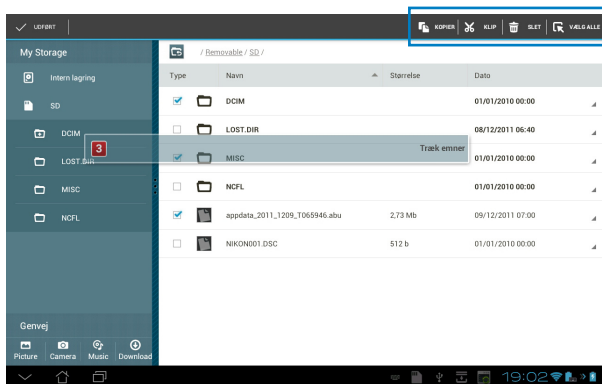 UDFØRT
KOPIER KLIP SLET VÆLG ALLE
My Storage
/ Removable / SD /
Intern lagring
SD
DCIM
LOST.DIR
MISC
NCFL
Type Navn Størrelse Dato
DCIM 01/01/2010 00:00
LOST.DIR 08/12/2011 06:40
3
Træk emner
MISC 01/01/2010 00:00
NCFL 01/01/2010 00:00
appdata_2011_1209_T065946.abu 2,73 Mb 09/12/2011 07:00
NIKON001.DSC 512 b 01/01/2010 00:00
Genvej
Picture Camera Music Download
19:02